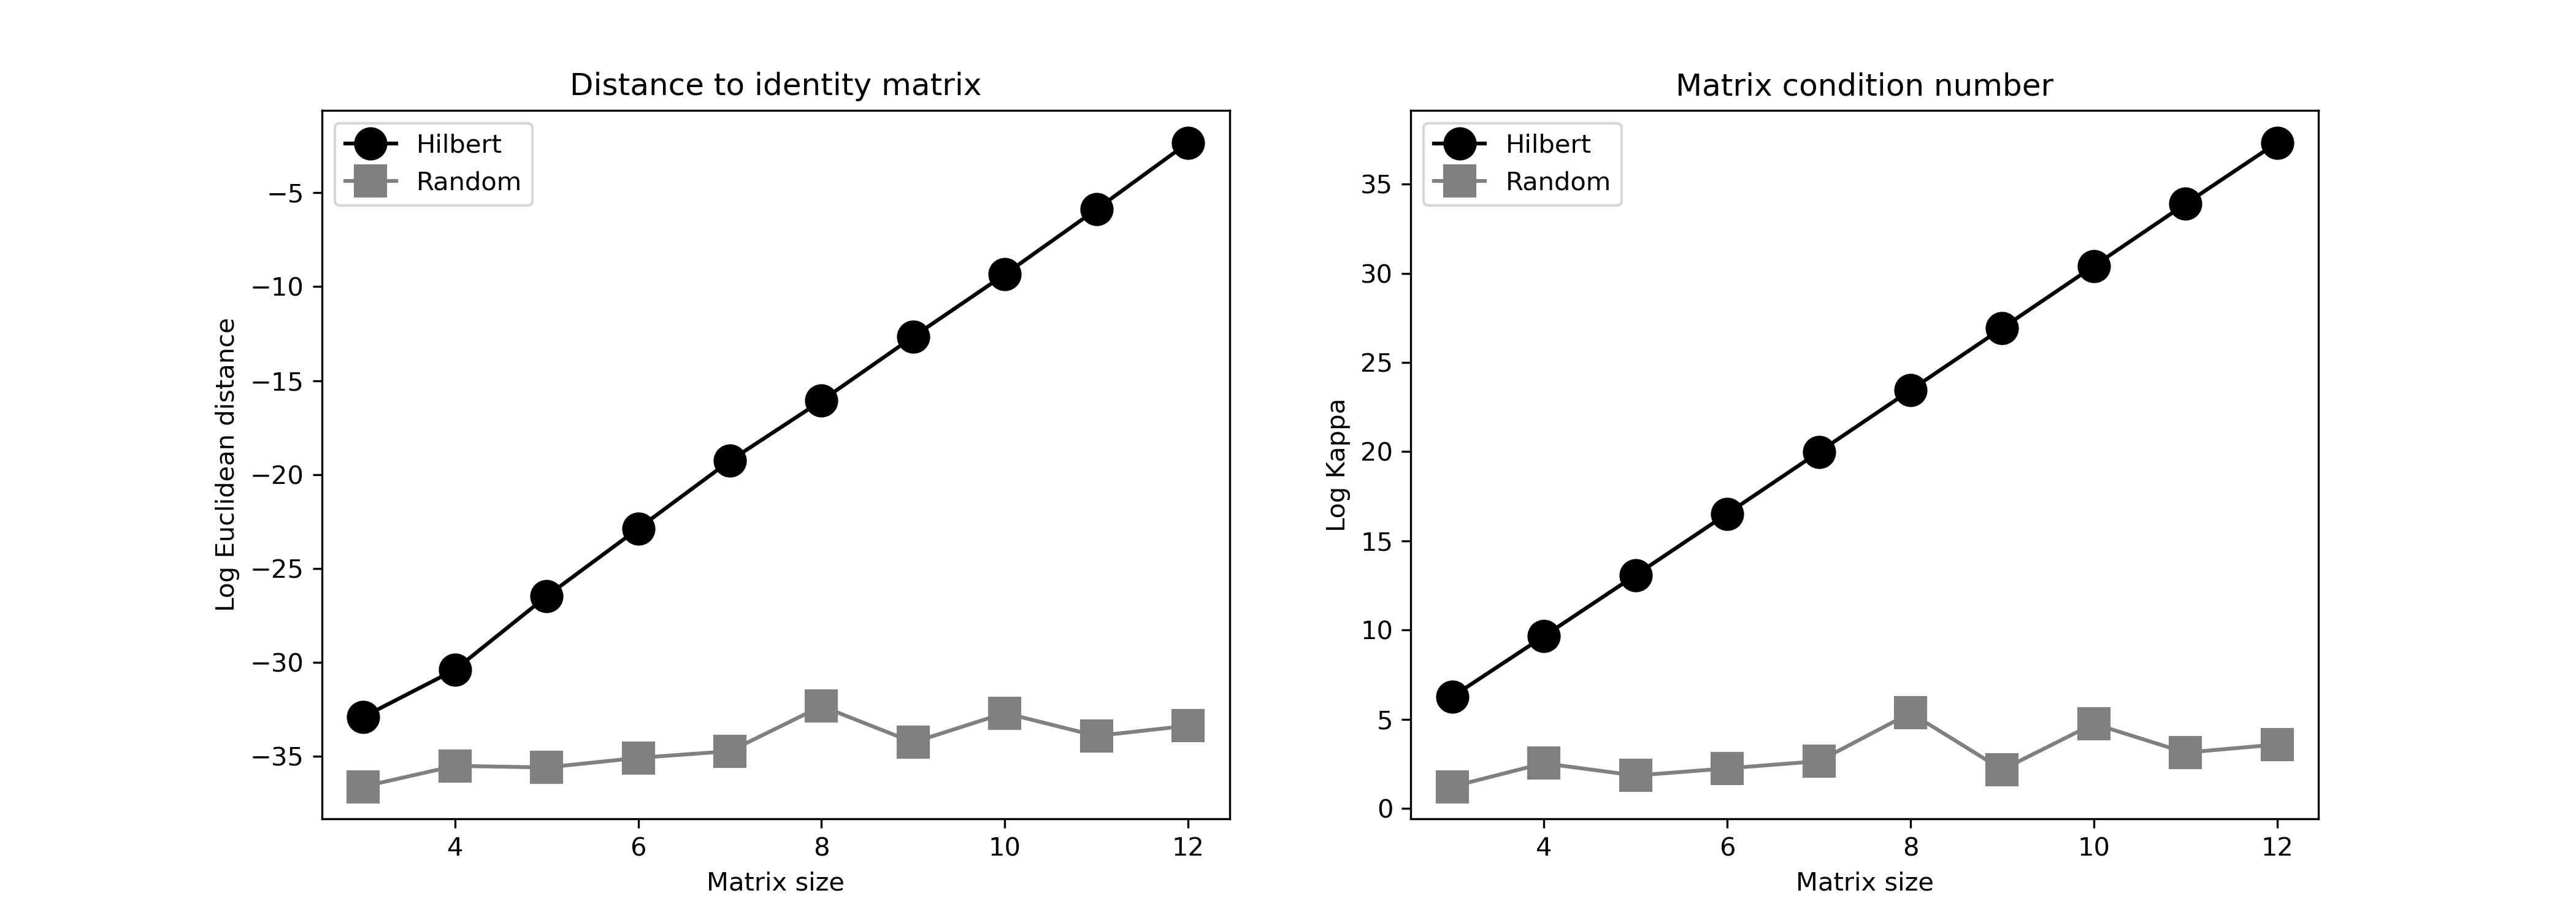 Distance to identity matrix
Hilbert
Random
Log Euclidean distance
−5
−10
−15
−20
−25
−30
−35
4 6 8 10 12
Matrix size
Matrix condition number
Hilbert
Random
Log Kappa
35
30
25
20
15
10
5
0
4 6 8 10 12
Matrix size